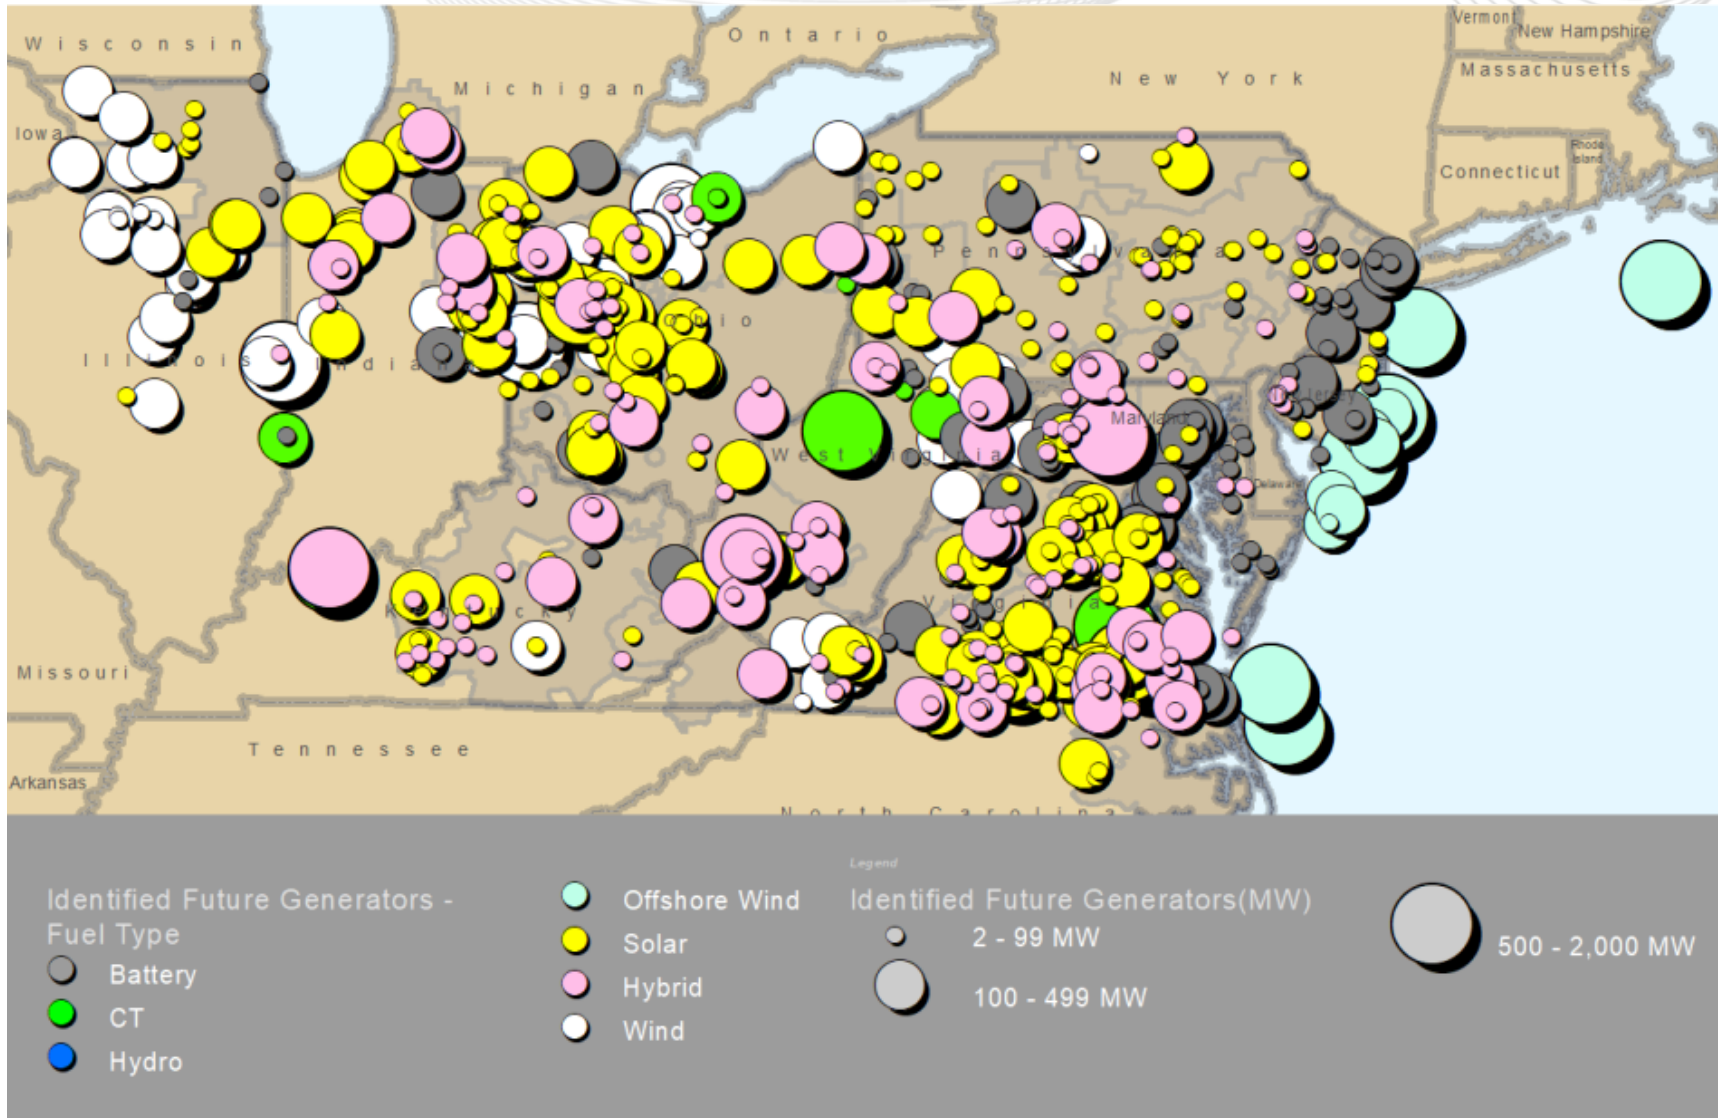 Wisconsin
Ontario
Vermont
New Hampshire
Michigan
New York
Massachusetts
Iowa
Rhode
Island
Connecticut
Pennsylvania
Ohio
Illinois
Indiana
New Jersey
Maryland
West Virginia
Delaware
Virginia
Kentucky
Missouri
Tennessee
Arkansas
North Carolina
Legend
Identified Future Generators -
Fuel Type
Battery
CT
Hydro
Offshore Wind
Solar
Hybrid
Wind
Identified Future Generators(MW)
2 - 99 MW
100 - 499 MW
500 - 2,000 MW